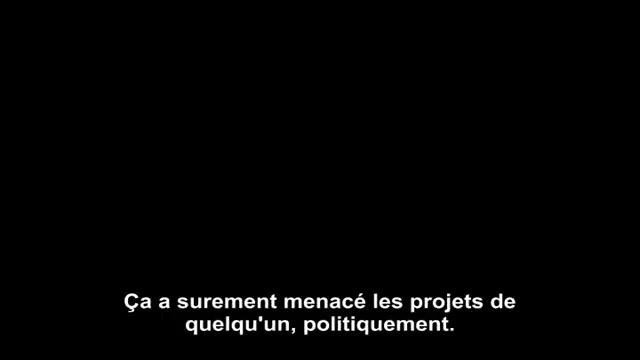 Ça a surement menacé les projets de
quelqu'un, politiquement.